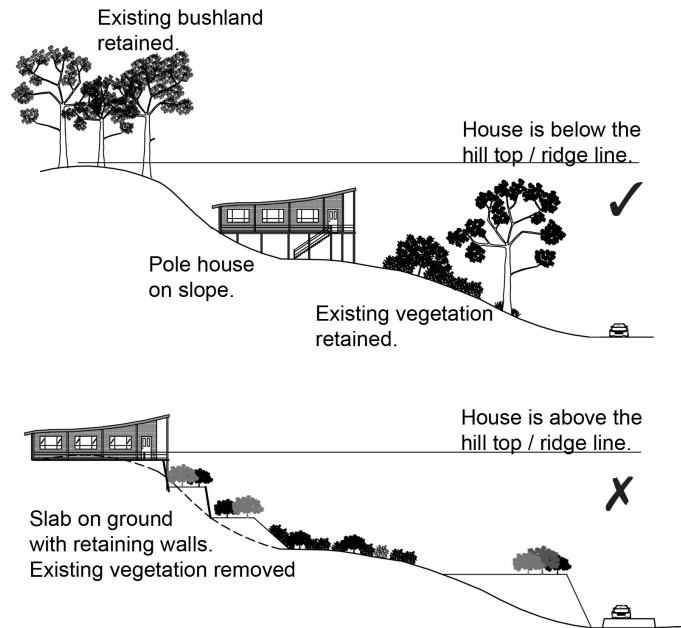 Existing bushland
retained.
House is below the
hill top / ridge line.
Pole house
on slope.
Existing vegetation
retained.
House is above the
hill top / ridge line.
Slab on ground
with retaining walls.
Existing vegetation removed